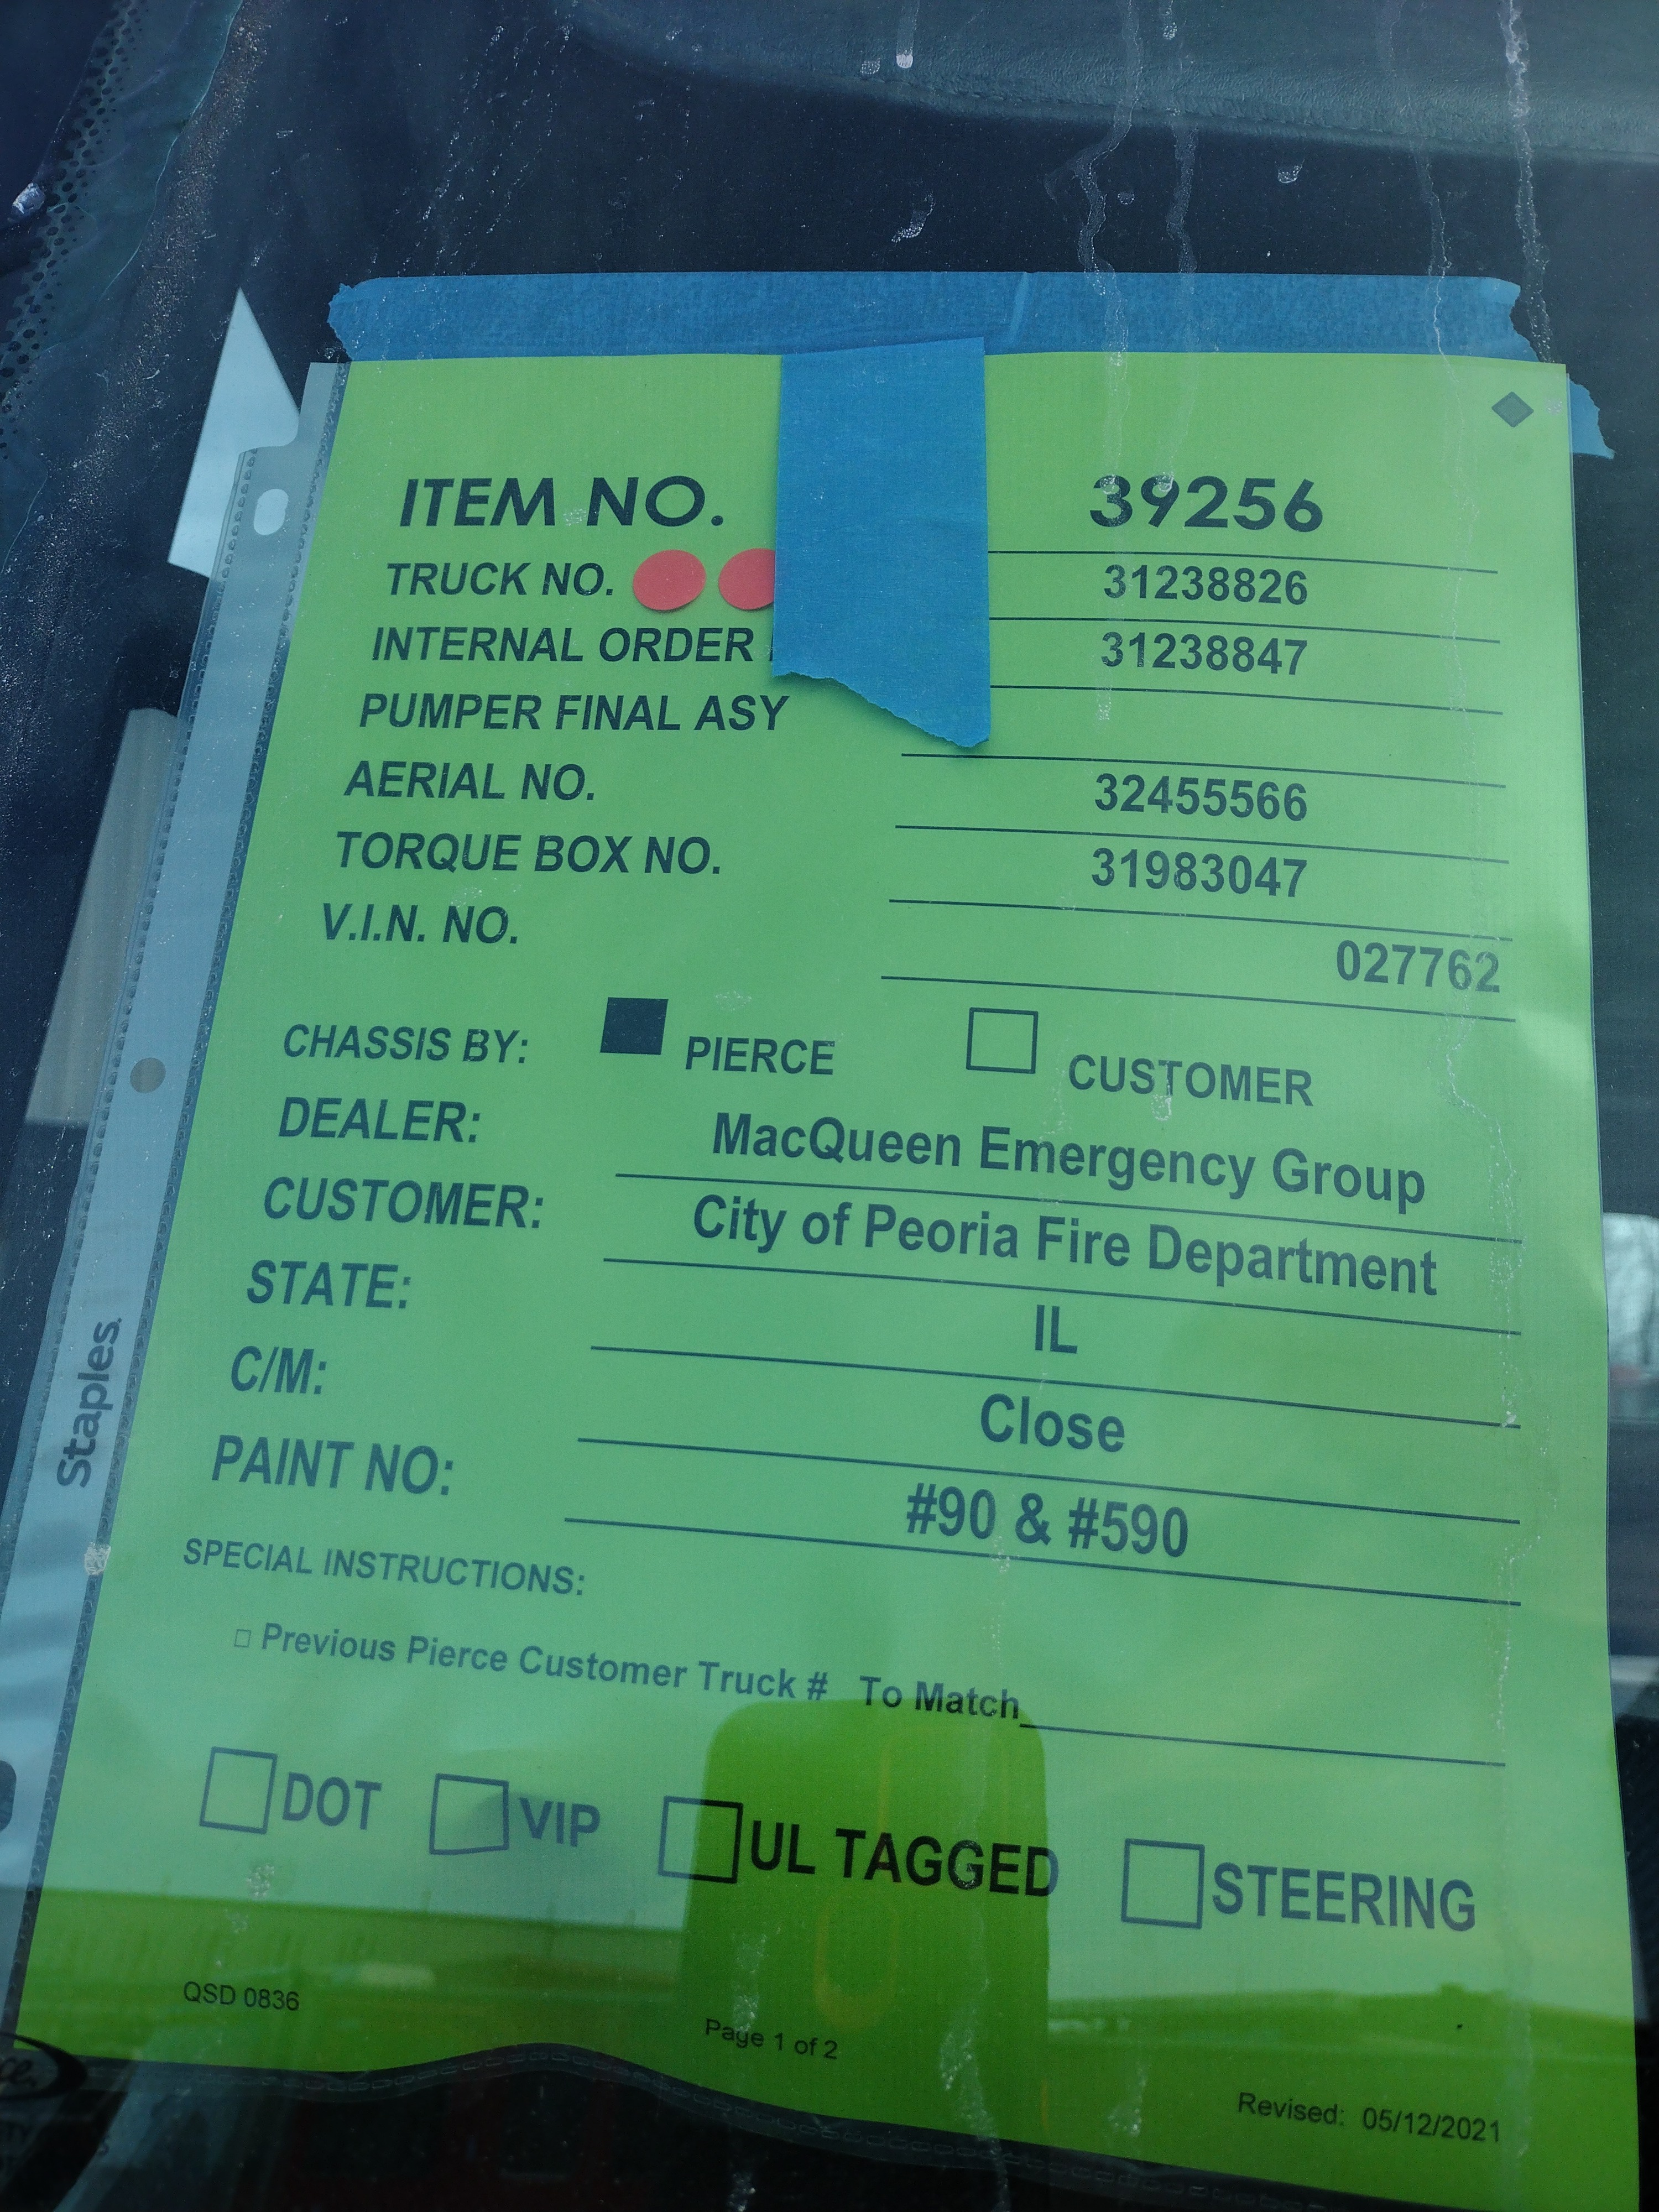 ITEM NO. 39256
TRUCK NO. 31238826
INTERNAL ORDER 31238847
PUMPER FINAL ASY
AERIAL NO. 32455566
TORQUE BOX NO. 31983047
V.I.N. NO. 027762
CHASSIS BY: PIERCE CUSTOMER
DEALER: MacQueen Emergency Group
CUSTOMER: City of Peoria Fire Department
STATE: IL
C/M: Close
PAINT NO: #90 & #590
SPECIAL INSTRUCTIONS:
Previous Pierce Customer Truck # To Match
DOT VIP UL TAGGED STEERING
QSD 0836
Page 1 of 2
Revised: 05/12/2021
Staples